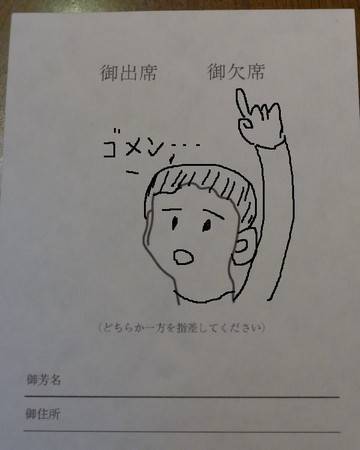 御出席 御欠席
ゴメン・・・
（どちらか一方を指差してください）
御芳名
御住所